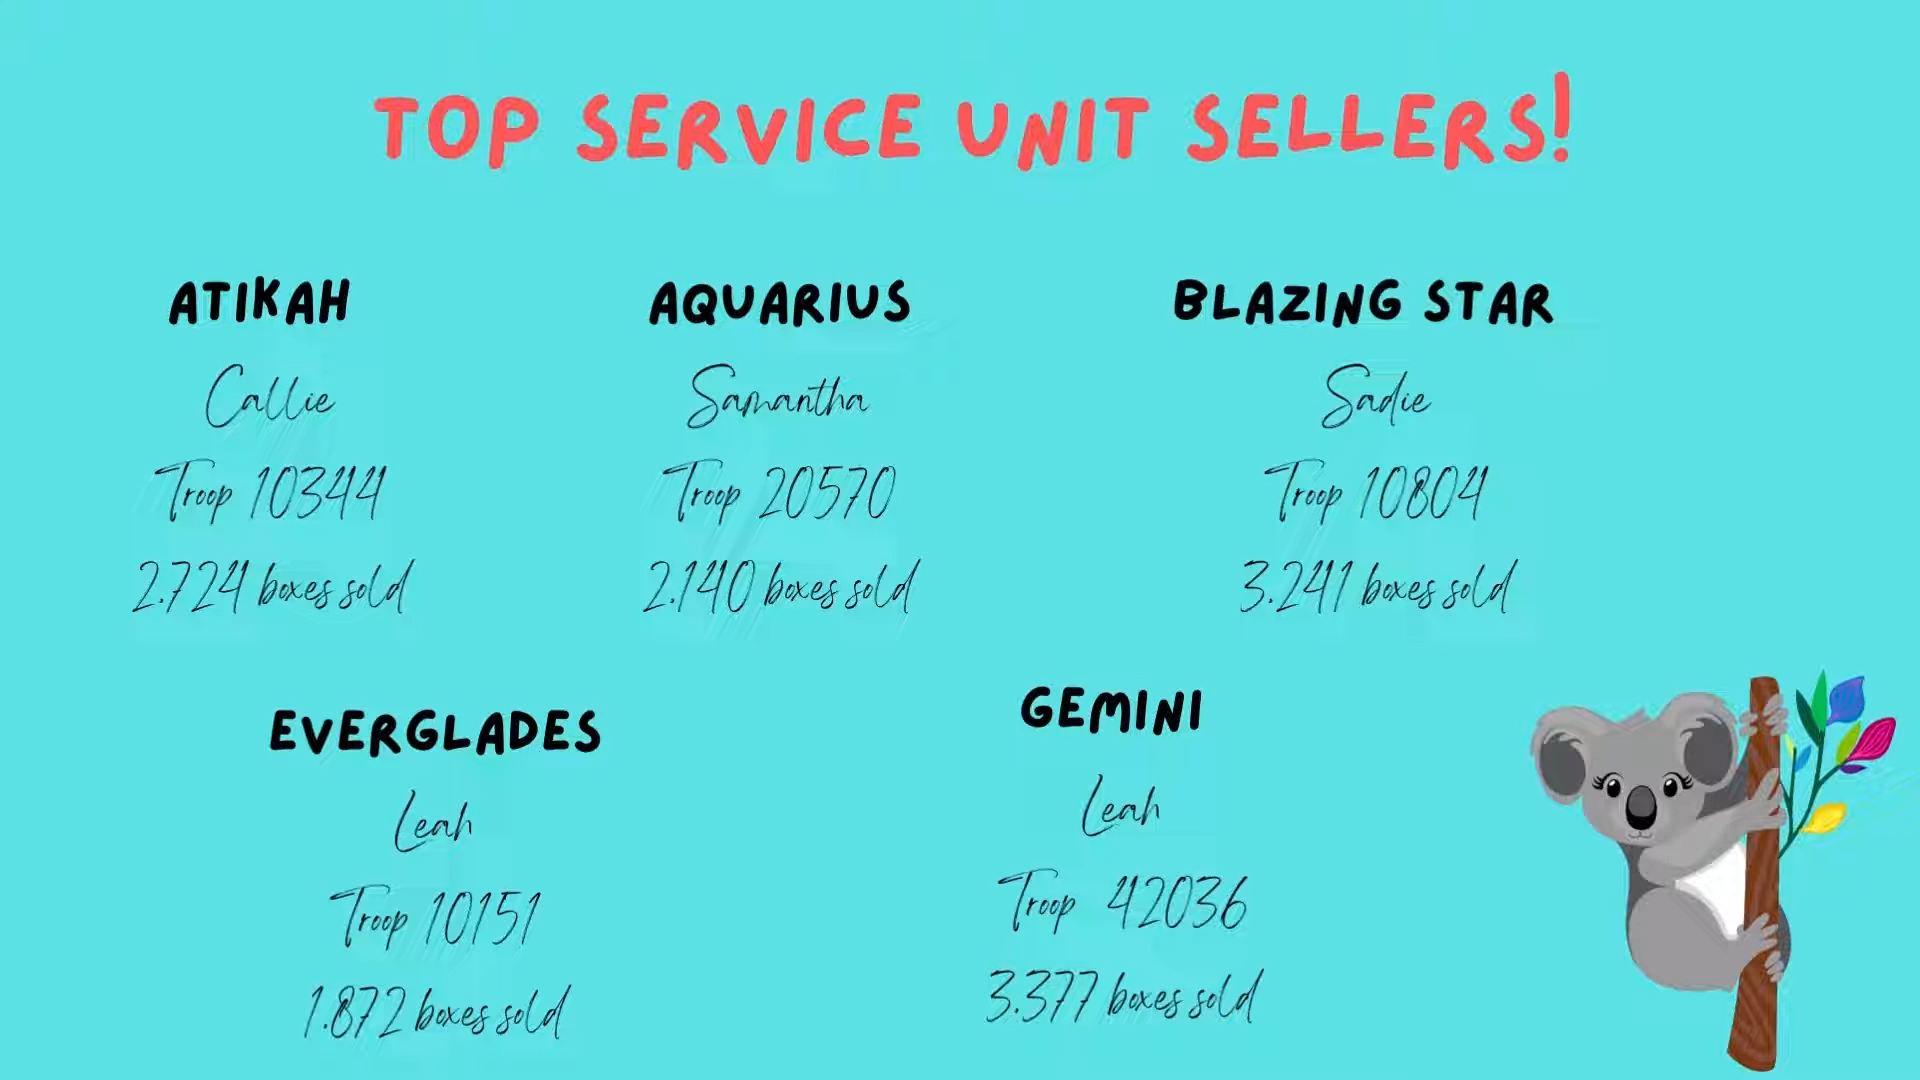 TOP SERVICE UNIT SELLERS!
ATIKAH
Callie
Troop 10344
2.724 boxes sold
AQUARIUS
Samantha
Troop 20570
2.140 boxes sold
BLAZING STAR
Sadie
Troop 10804
3.241 boxes sold
EVERGLADES
Leah
Troop 10151
1.872 boxes sold
GEMINI
Leah
Troop 42036
3.377 boxes sold